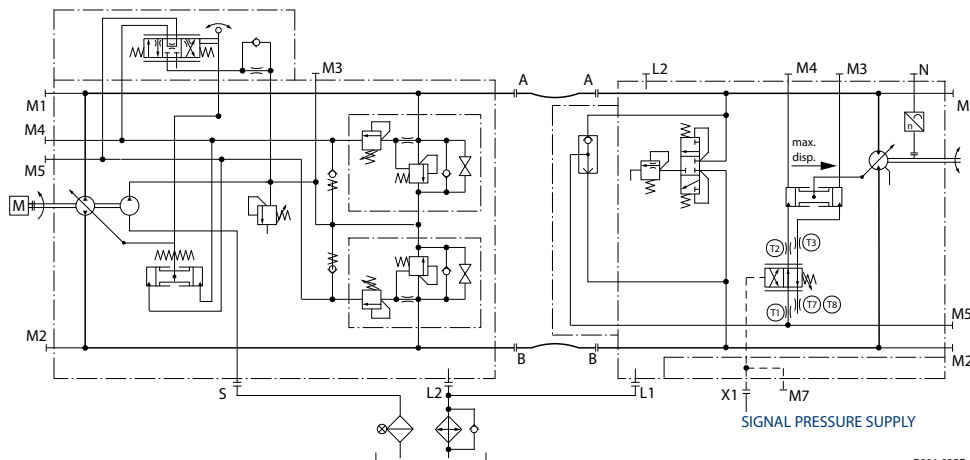 M3
A
A
L2
M4
M3
N
M1
M
M4
n
max.
disp.
M5
M
T2
T3
T1
T7
T8
M5
M2
M2
B
B
S
L2
L1
X1
M7
SIGNAL PRESSURE SUPPLY